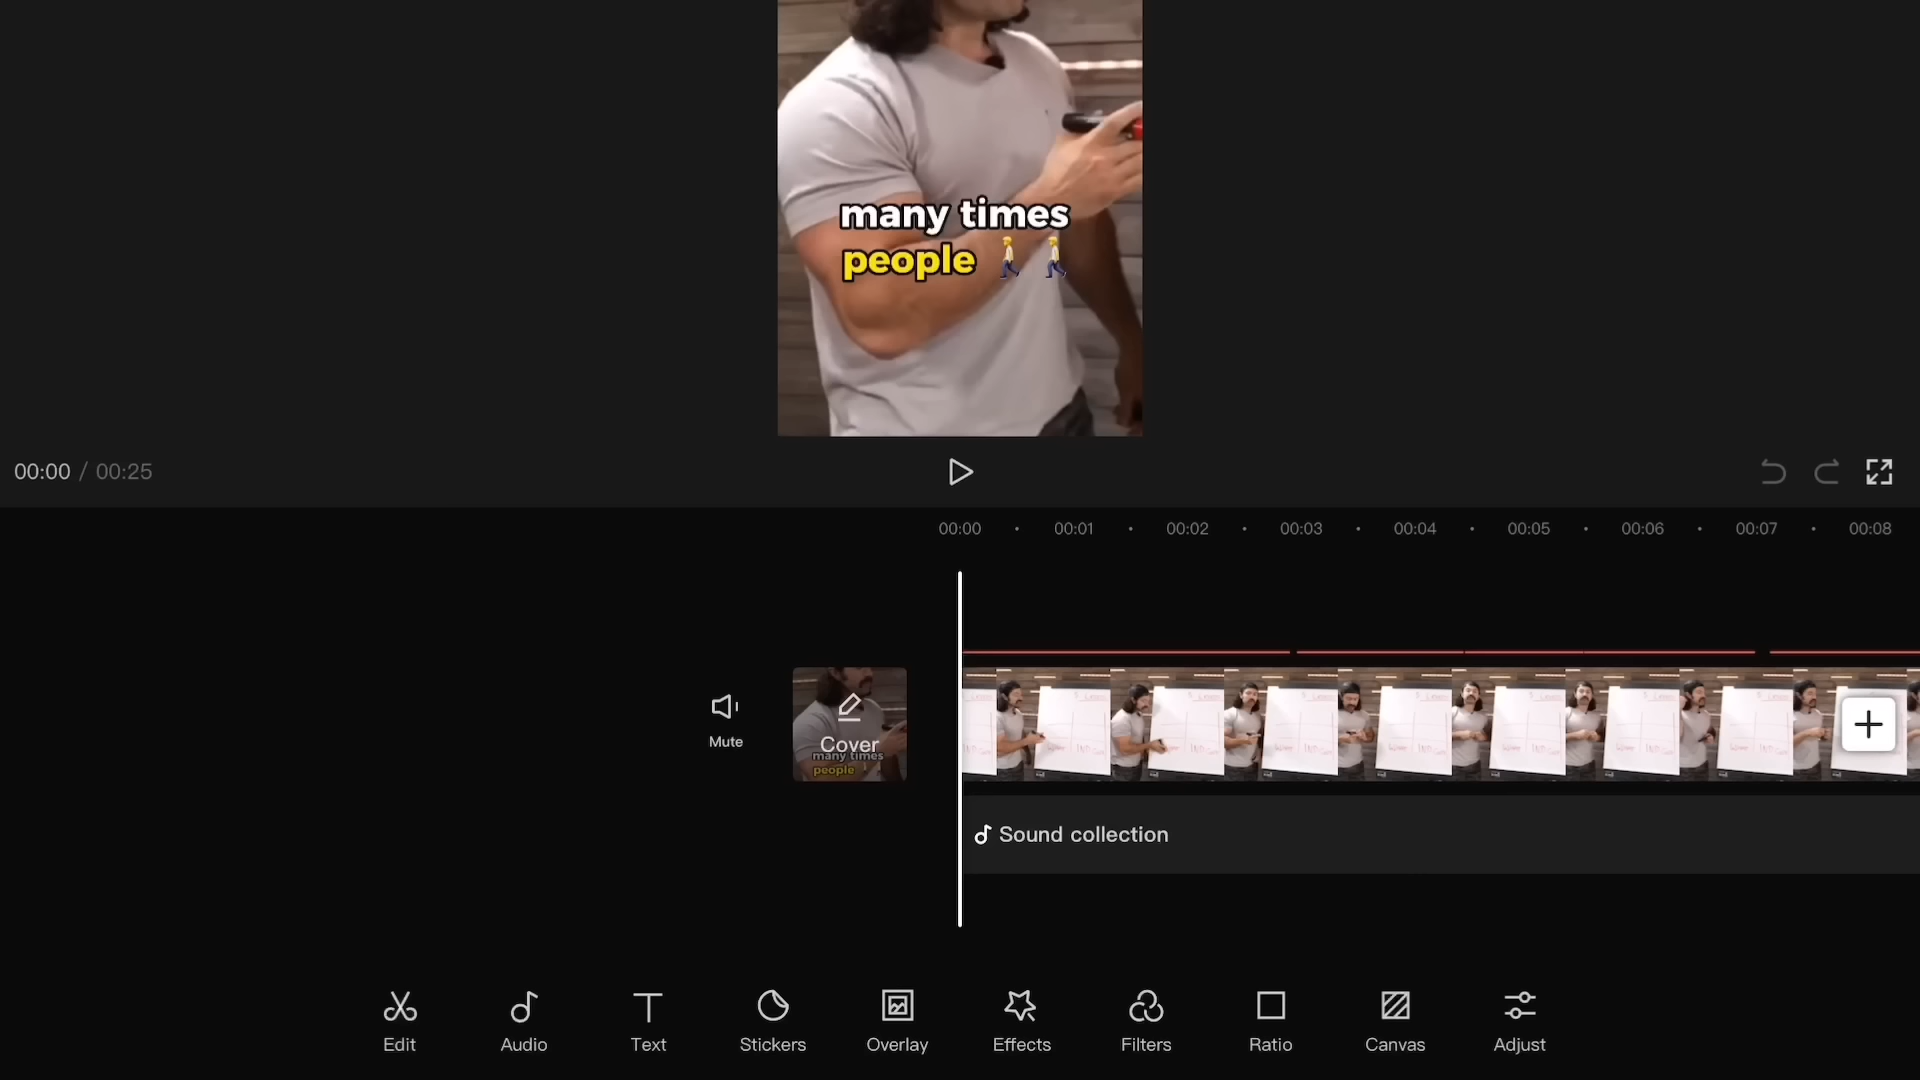 many times
people
00:00 / 00:25
00:00 00:01 00:02 00:03 00:04 00:05 00:06 00:07 00:08
Mute
Cover
many times
people
Sound collection
Edit Audio Text Stickers Overlay Effects Filters Ratio Canvas Adjust